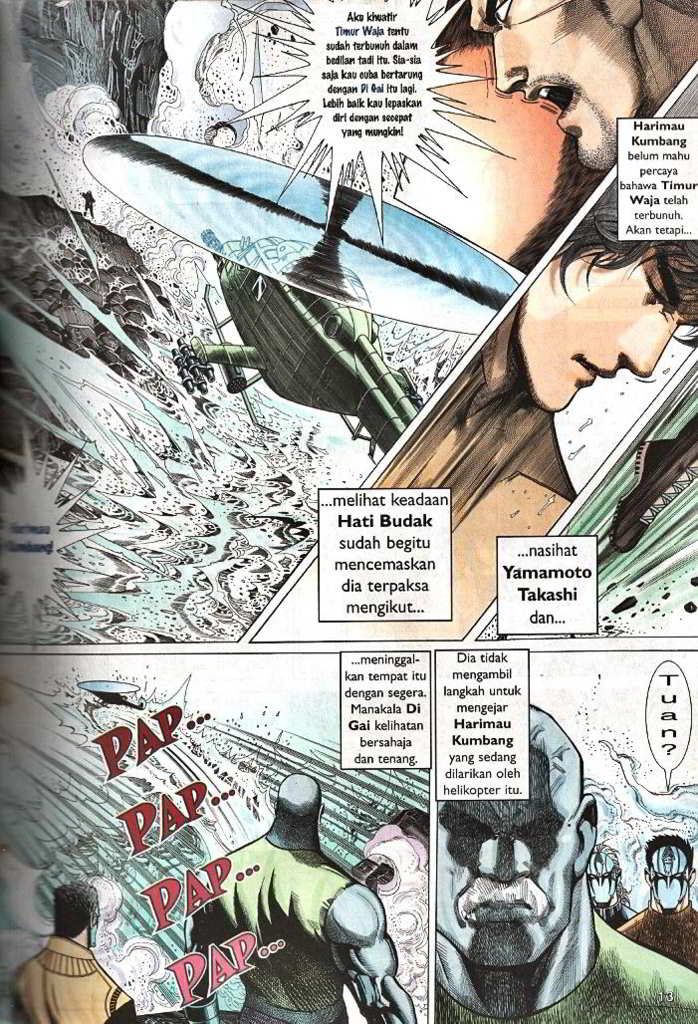 Aku khuatir
Timur Waja tentu
sudah terbunuh dalam
bedilan tadi itu. Sia-sia
saja kau cuba bertarung
dengan Di Gai itu lagi.
Lebih baik kau lepaskan
diri dengan secepat
yang mungkin!
Harimau
Kumbang
belum mahu
percaya
bahawa Timur
Waja telah
terbunuh.
Akan tetapi...
Harimau
Kumbang!
...melihat keadaan
Hati Budak
sudah begitu
mencemaskan
dia terpaksa
mengikut...
...nasihat
Yamamoto
Takashi
dan...
...meninggal-
kan tempat itu
dengan segera.
Manakala Di
Gai kelihatan
bersahaja
dan tenang.
PAP...
PAP...
PAP...
PAP...
Dia tidak
mengambil
langkah untuk
mengejar
Harimau
Kumbang
yang sedang
dilarikan oleh
helikopter itu.
Tuan?
13